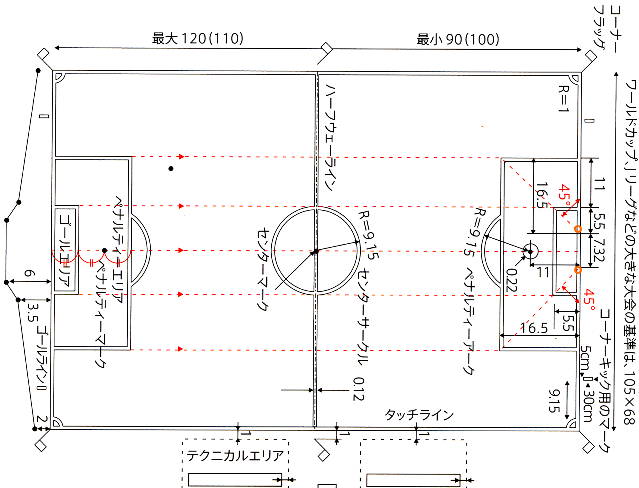 コーナー
フラッグ
最大120(110)
最小90(100)
ワールドカップ、Jリーグなどの大きな大会の基準は、105×68
R=1
ハーフウェーライン
11
16.5
45°
5.5
7.32
R=9.15
ペナルティーアーク
11
0.22
45°
5.5
16.5
R=9.15
センターサークル
センターマーク
ペナルティーエリア
ペナルティーマーク
ゴールエリア
6
3.5
ゴールライン
2
コーナーキック用のマーク
5cm
30cm
9.15
0.12
タッチライン
1
1
1
テクニカルエリア